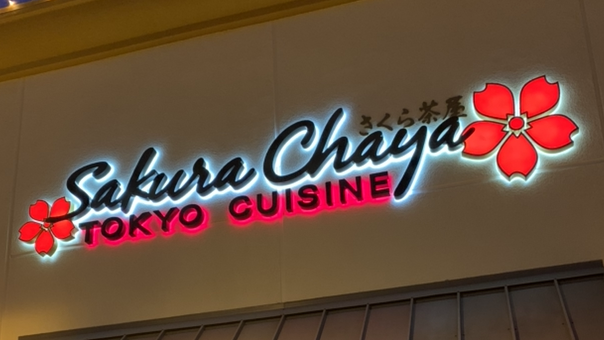 さくら茶屋
Sakura Chaya
TOKYO CUISINE